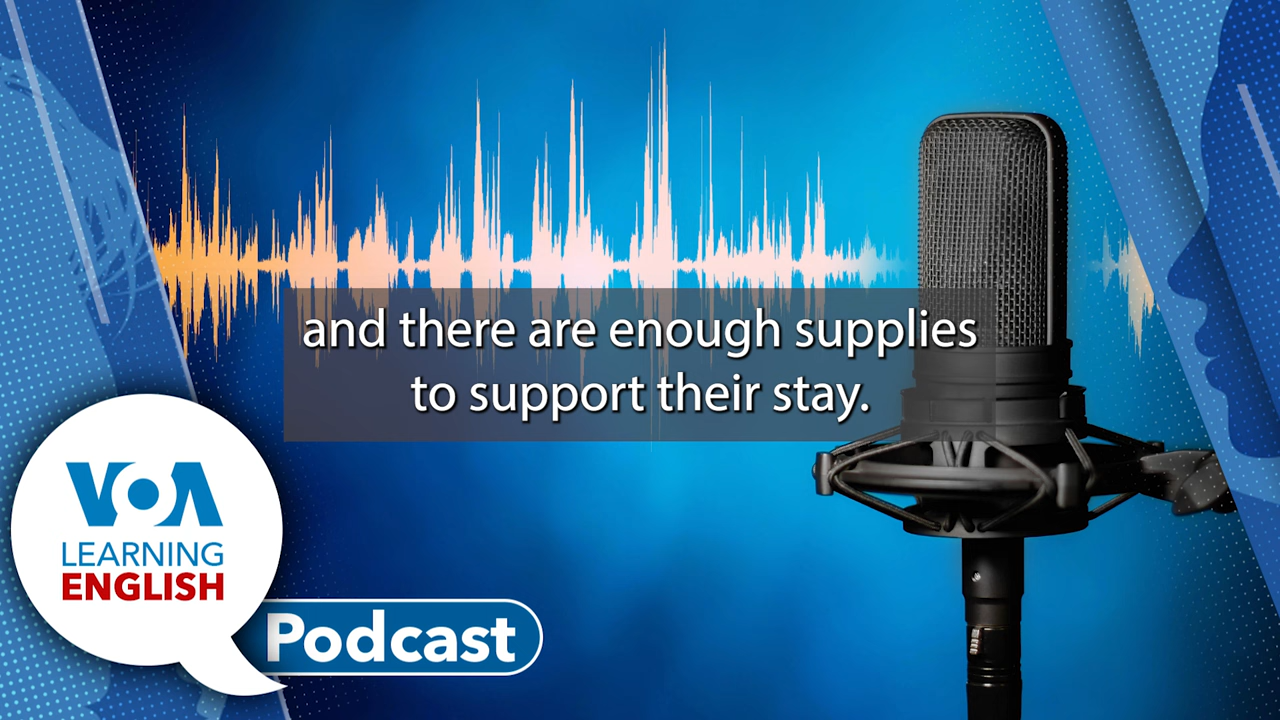 and there are enough supplies
to support their stay.
VOA
LEARNING
ENGLISH
Podcast